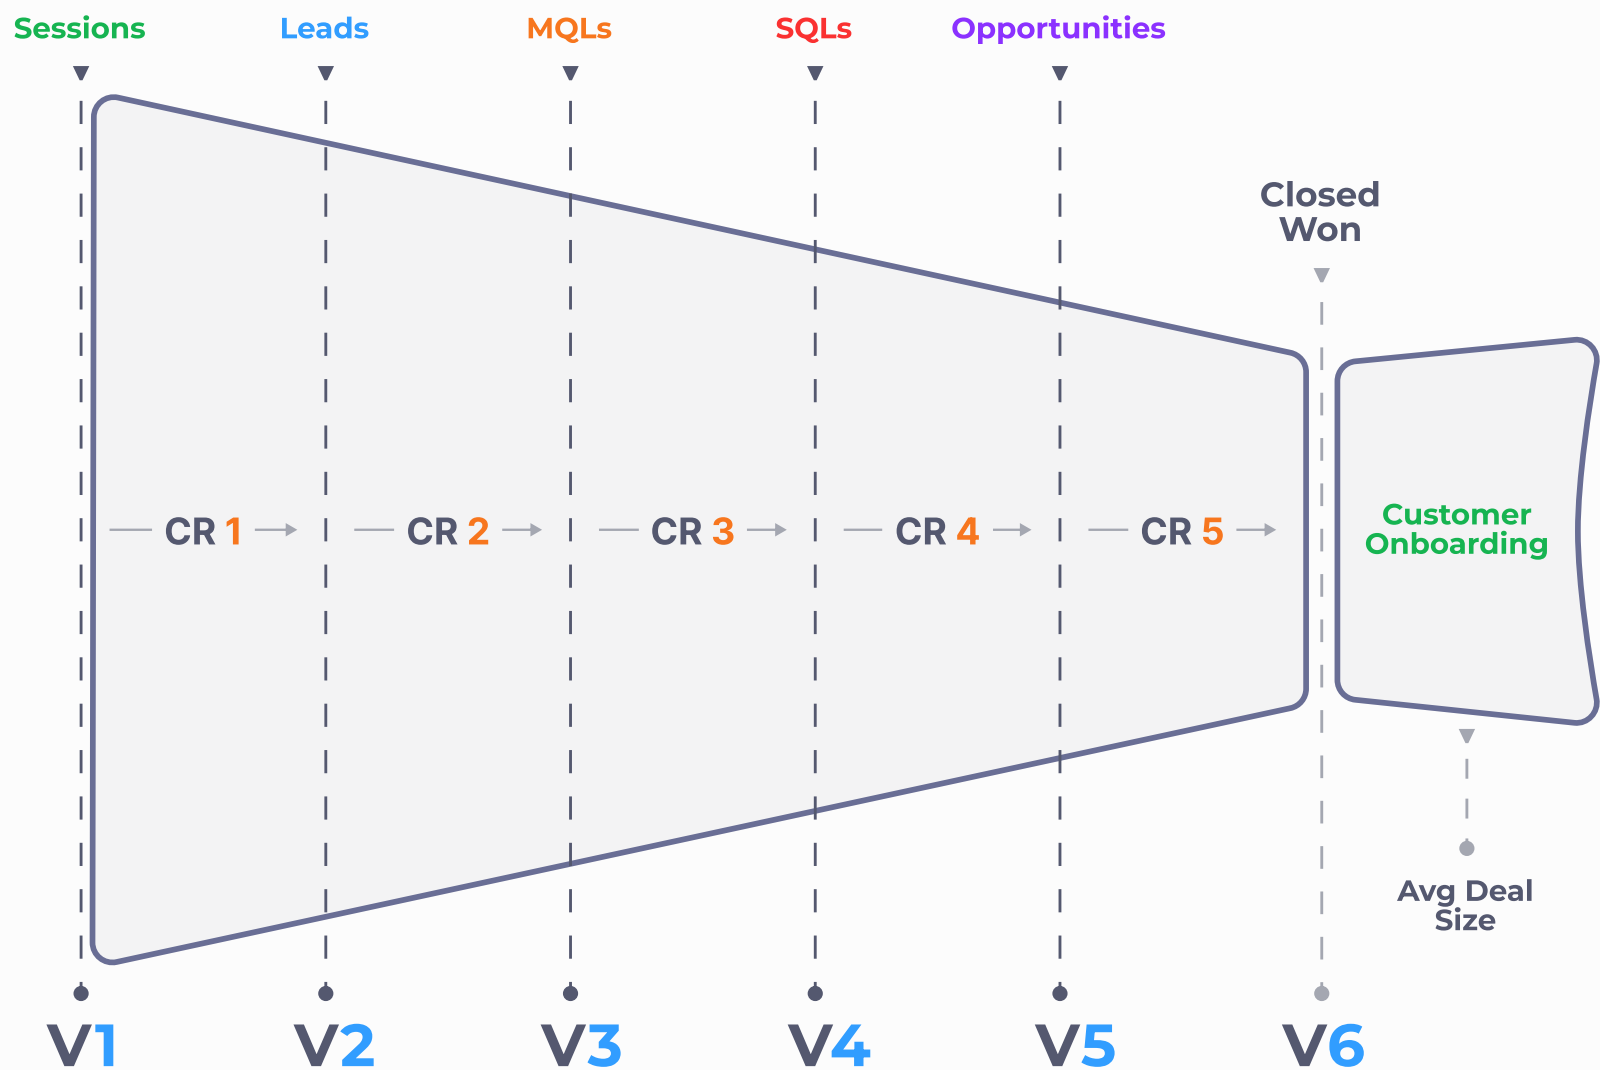 Sessions
Leads
MQLs
SQLs
Opportunities
Closed
Won
CR 1
CR 2
CR 3
CR 4
CR 5
Customer
Onboarding
Avg Deal
Size
V1
V2
V3
V4
V5
V6